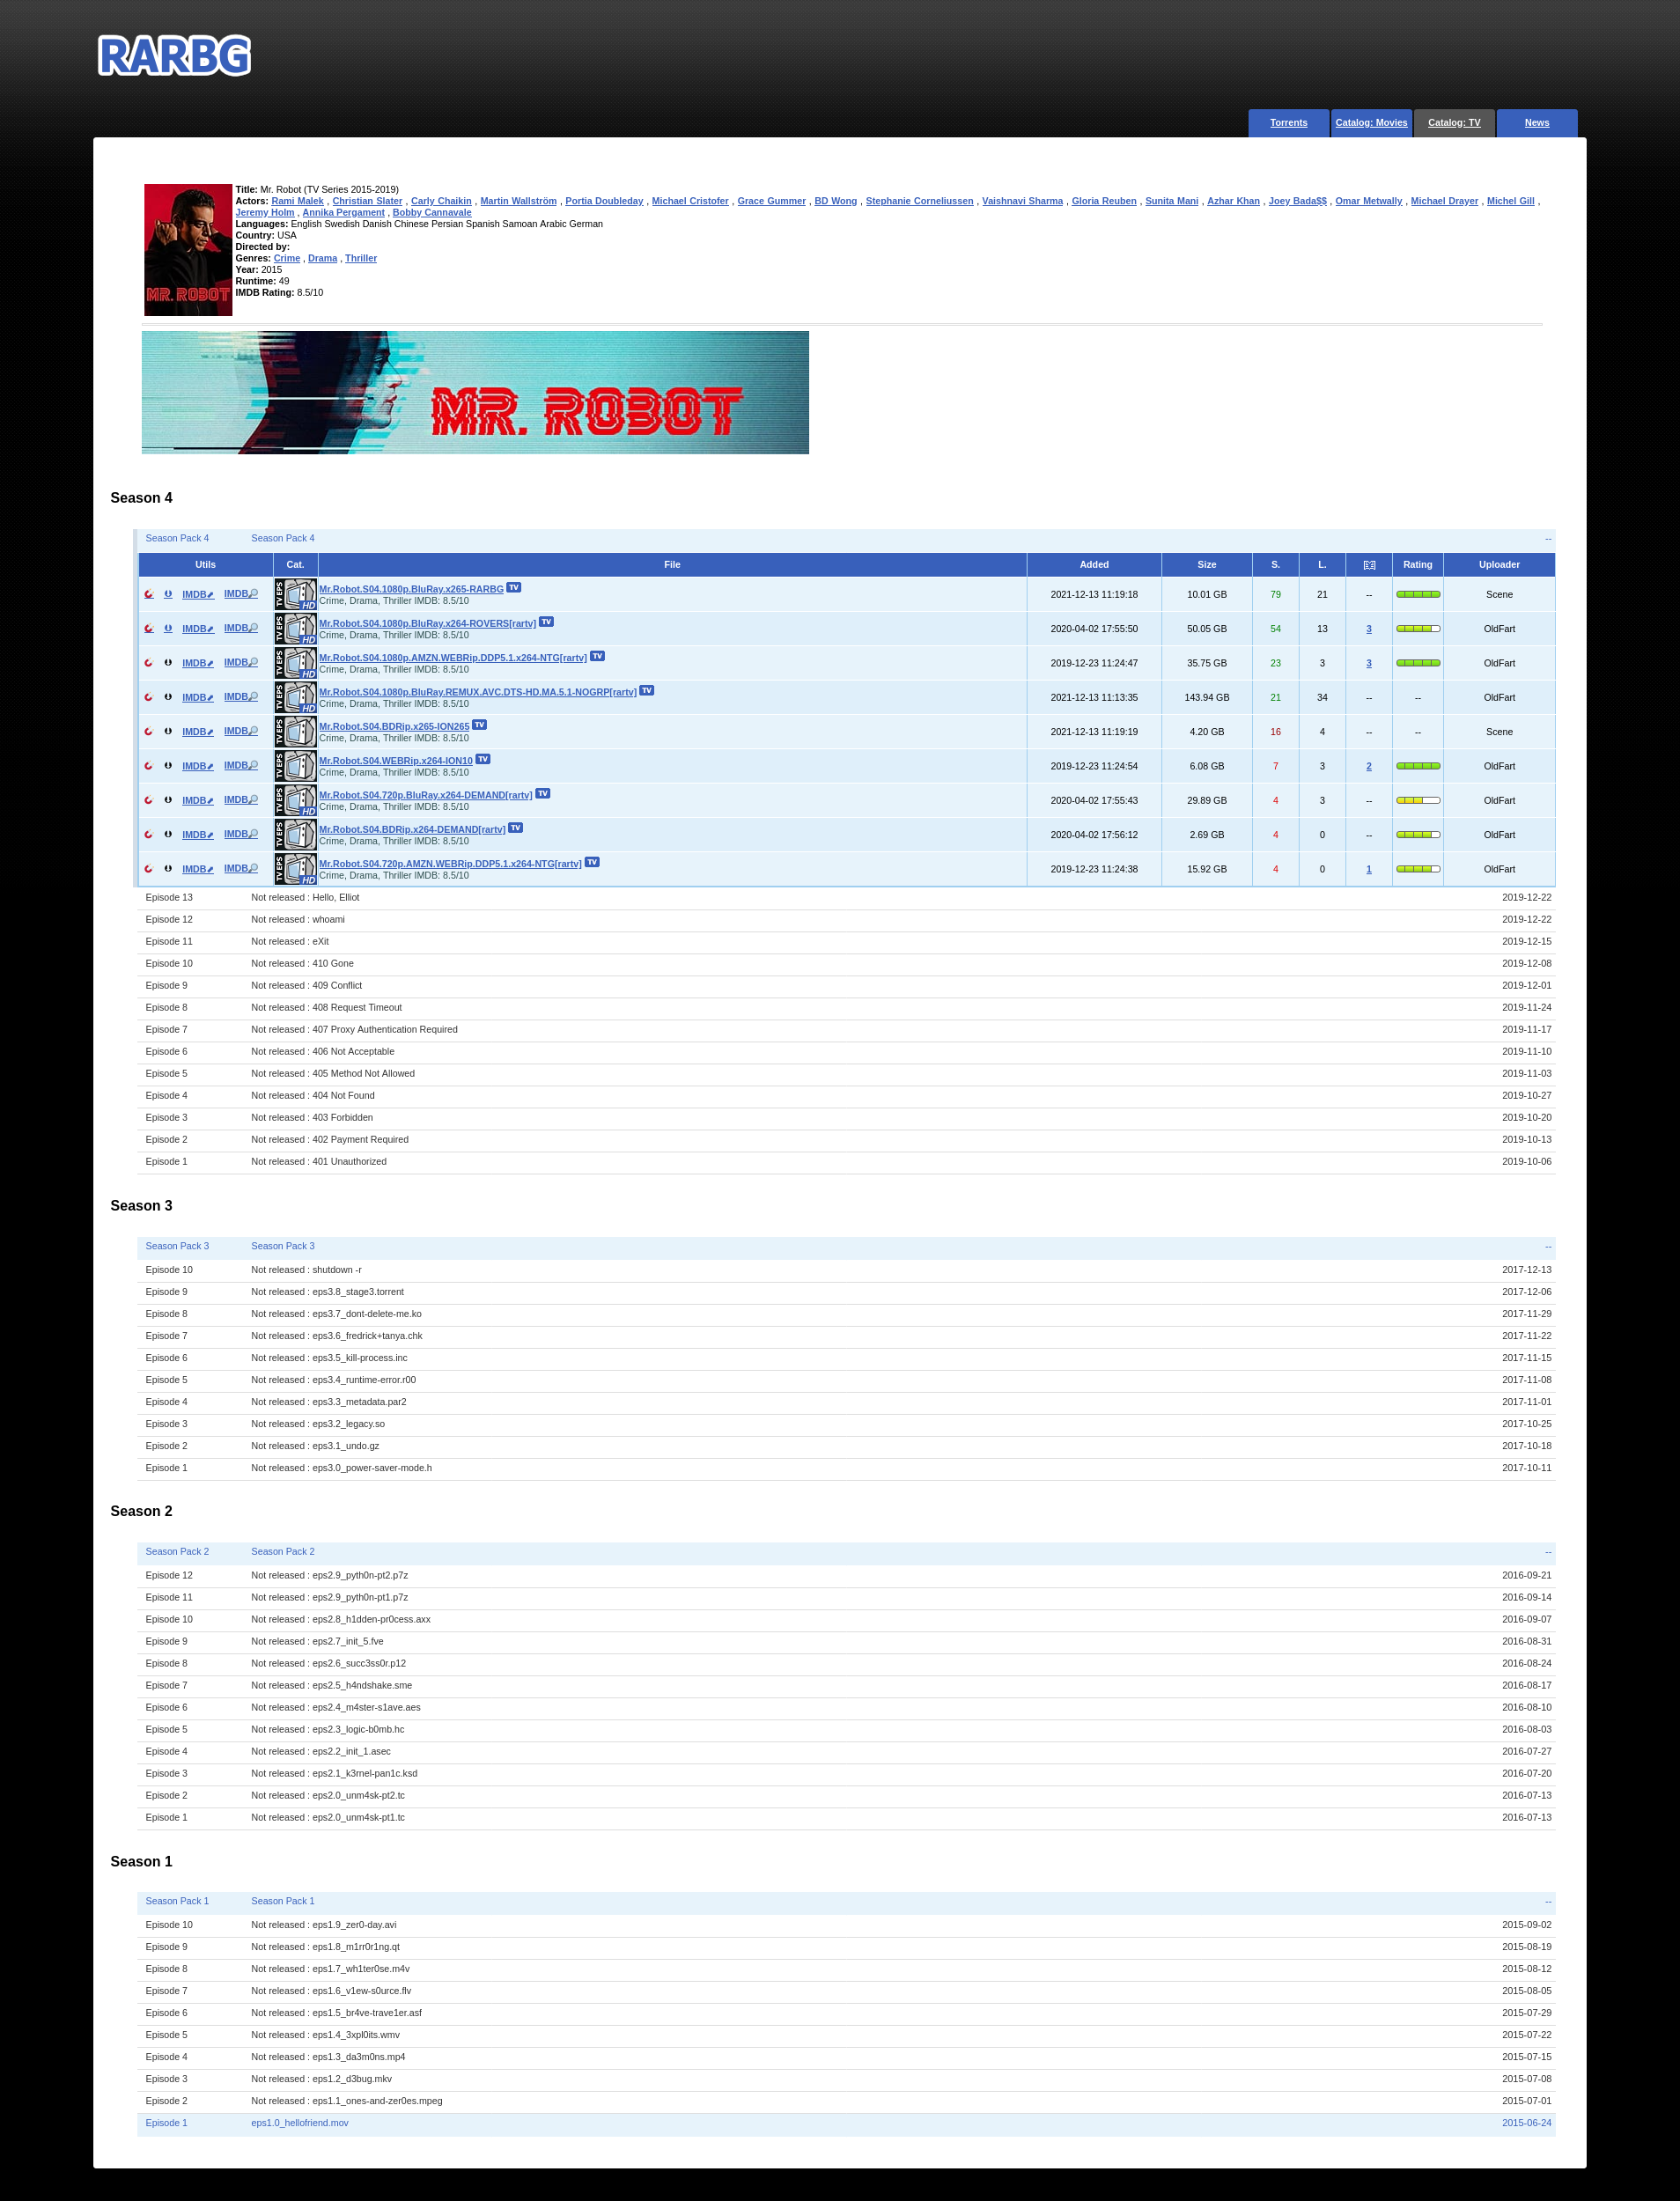 RARBG
Torrents Catalog: Movies Catalog: TV News
Title: Mr. Robot (TV Series 2015-2019)
Actors: Rami Malek , Christian Slater , Carly Chaikin , Martin Wallström , Portia Doubleday , Michael Cristofer , Grace Gummer , BD Wong , Stephanie Corneliussen , Vaishnavi Sharma , Gloria Reuben , Sunita Mani , Azhar Khan , Joey Bada$$ , Omar Metwally , Michael Drayer , Michel Gill ,
Jeremy Holm , Annika Pergament , Bobby Cannavale
Languages: English Swedish Danish Chinese Persian Spanish Samoan Arabic German
Country: USA
Directed by:
Genres: Crime , Drama , Thriller
Year: 2015
Runtime: 49
IMDB Rating: 8.5/10
MR. ROBOT
MR. ROBOT
Season 4
Season Pack 4 Season Pack 4 --
Utils Cat. File Added Size S. L. Rating Uploader
IMDB IMDB TV EPS HD Mr.Robot.S04.1080p.BluRay.x265-RARBG TV 2021-12-13 11:19:18 10.01 GB 79 21 -- Scene
Crime, Drama, Thriller IMDB: 8.5/10
IMDB IMDB TV EPS HD Mr.Robot.S04.1080p.BluRay.x264-ROVERS[rartv] TV 2020-04-02 17:55:50 50.05 GB 54 13 3 OldFart
Crime, Drama, Thriller IMDB: 8.5/10
IMDB IMDB TV EPS HD Mr.Robot.S04.1080p.AMZN.WEBRip.DDP5.1.x264-NTG[rartv] TV 2019-12-23 11:24:47 35.75 GB 23 3 3 OldFart
Crime, Drama, Thriller IMDB: 8.5/10
IMDB IMDB TV EPS HD Mr.Robot.S04.1080p.BluRay.REMUX.AVC.DTS-HD.MA.5.1-NOGRP[rartv] TV 2021-12-13 11:13:35 143.94 GB 21 34 -- -- OldFart
Crime, Drama, Thriller IMDB: 8.5/10
IMDB IMDB TV EPS Mr.Robot.S04.BDRip.x265-ION265 TV 2021-12-13 11:19:19 4.20 GB 16 4 -- -- Scene
Crime, Drama, Thriller IMDB: 8.5/10
IMDB IMDB TV EPS Mr.Robot.S04.WEBRip.x264-ION10 TV 2019-12-23 11:24:54 6.08 GB 7 3 2 OldFart
Crime, Drama, Thriller IMDB: 8.5/10
IMDB IMDB TV EPS HD Mr.Robot.S04.720p.BluRay.x264-DEMAND[rartv] TV 2020-04-02 17:55:43 29.89 GB 4 3 -- OldFart
Crime, Drama, Thriller IMDB: 8.5/10
IMDB IMDB TV EPS Mr.Robot.S04.BDRip.x264-DEMAND[rartv] TV 2020-04-02 17:56:12 2.69 GB 4 0 -- OldFart
Crime, Drama, Thriller IMDB: 8.5/10
IMDB IMDB TV EPS HD Mr.Robot.S04.720p.AMZN.WEBRip.DDP5.1.x264-NTG[rartv] TV 2019-12-23 11:24:38 15.92 GB 4 0 1 OldFart
Crime, Drama, Thriller IMDB: 8.5/10
Episode 13 Not released : Hello, Elliot 2019-12-22
Episode 12 Not released : whoami 2019-12-22
Episode 11 Not released : eXit 2019-12-15
Episode 10 Not released : 410 Gone 2019-12-08
Episode 9 Not released : 409 Conflict 2019-12-01
Episode 8 Not released : 408 Request Timeout 2019-11-24
Episode 7 Not released : 407 Proxy Authentication Required 2019-11-17
Episode 6 Not released : 406 Not Acceptable 2019-11-10
Episode 5 Not released : 405 Method Not Allowed 2019-11-03
Episode 4 Not released : 404 Not Found 2019-10-27
Episode 3 Not released : 403 Forbidden 2019-10-20
Episode 2 Not released : 402 Payment Required 2019-10-13
Episode 1 Not released : 401 Unauthorized 2019-10-06
Season 3
Season Pack 3 Season Pack 3 --
Episode 10 Not released : shutdown -r 2017-12-13
Episode 9 Not released : eps3.8_stage3.torrent 2017-12-06
Episode 8 Not released : eps3.7_dont-delete-me.ko 2017-11-29
Episode 7 Not released : eps3.6_fredrick+tanya.chk 2017-11-22
Episode 6 Not released : eps3.5_kill-process.inc 2017-11-15
Episode 5 Not released : eps3.4_runtime-error.r00 2017-11-08
Episode 4 Not released : eps3.3_metadata.par2 2017-11-01
Episode 3 Not released : eps3.2_legacy.so 2017-10-25
Episode 2 Not released : eps3.1_undo.gz 2017-10-18
Episode 1 Not released : eps3.0_power-saver-mode.h 2017-10-11
Season 2
Season Pack 2 Season Pack 2 --
Episode 12 Not released : eps2.9_pyth0n-pt2.p7z 2016-09-21
Episode 11 Not released : eps2.9_pyth0n-pt1.p7z 2016-09-14
Episode 10 Not released : eps2.8_h1dden-pr0cess.axx 2016-09-07
Episode 9 Not released : eps2.7_init_5.fve 2016-08-31
Episode 8 Not released : eps2.6_succ3ss0r.p12 2016-08-24
Episode 7 Not released : eps2.5_h4ndshake.sme 2016-08-17
Episode 6 Not released : eps2.4_m4ster-s1ave.aes 2016-08-10
Episode 5 Not released : eps2.3_logic-b0mb.hc 2016-08-03
Episode 4 Not released : eps2.2_init_1.asec 2016-07-27
Episode 3 Not released : eps2.1_k3rnel-pan1c.ksd 2016-07-20
Episode 2 Not released : eps2.0_unm4sk-pt2.tc 2016-07-13
Episode 1 Not released : eps2.0_unm4sk-pt1.tc 2016-07-13
Season 1
Season Pack 1 Season Pack 1 --
Episode 10 Not released : eps1.9_zer0-day.avi 2015-09-02
Episode 9 Not released : eps1.8_m1rr0r1ng.qt 2015-08-19
Episode 8 Not released : eps1.7_wh1ter0se.m4v 2015-08-12
Episode 7 Not released : eps1.6_v1ew-s0urce.flv 2015-08-05
Episode 6 Not released : eps1.5_br4ve-trave1er.asf 2015-07-29
Episode 5 Not released : eps1.4_3xpl0its.wmv 2015-07-22
Episode 4 Not released : eps1.3_da3m0ns.mp4 2015-07-15
Episode 3 Not released : eps1.2_d3bug.mkv 2015-07-08
Episode 2 Not released : eps1.1_ones-and-zer0es.mpeg 2015-07-01
Episode 1 eps1.0_hellofriend.mov 2015-06-24